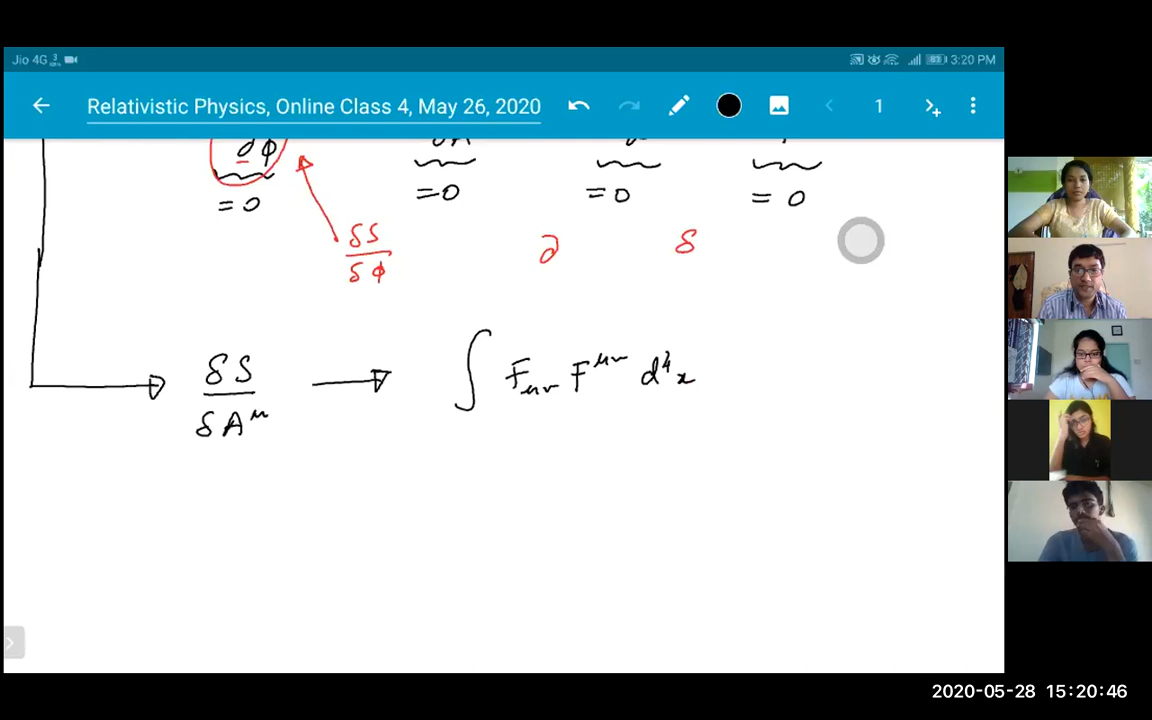 Jio 4G
3:20 PM
Relativistic Physics, Online Class 4, May 26, 2020
1
∂φ
= 0 = 0 = 0 = 0
δS/δφ ∂ δ
δS/δA^μ → ∫ F_μν F^μν d⁴x
2020-05-28 15:20:46